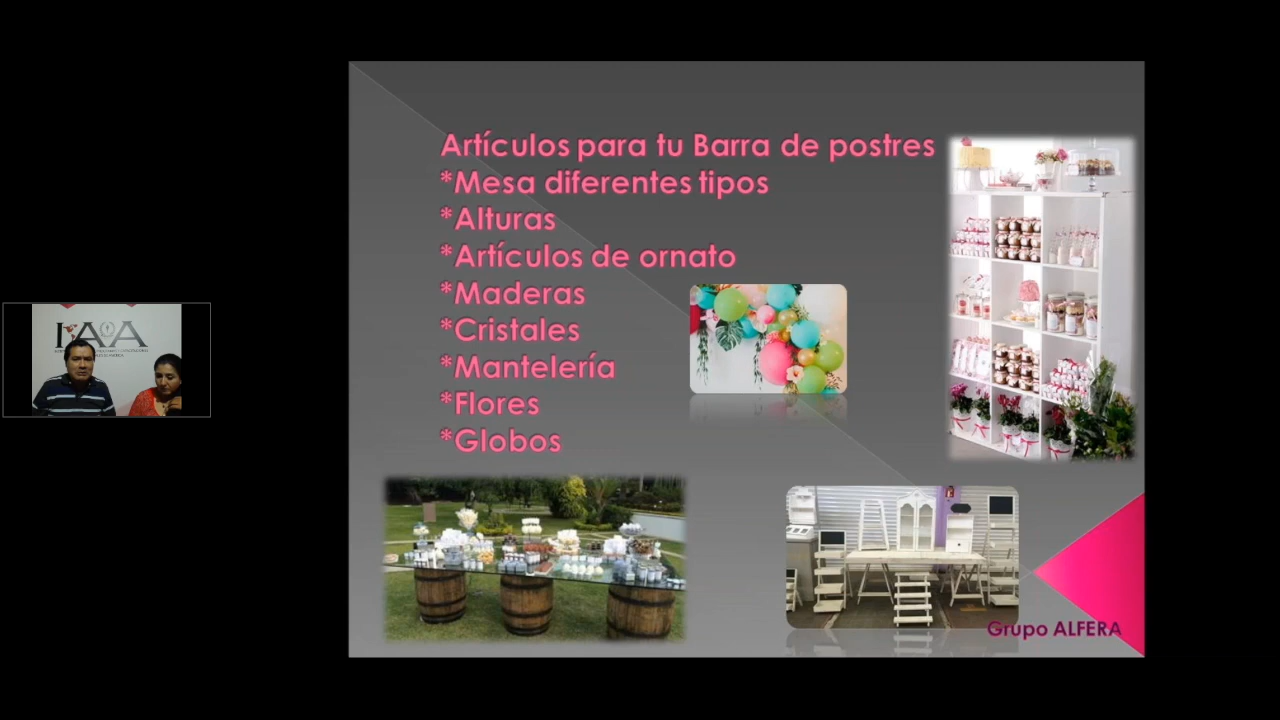 Artículos para tu Barra de postres
*Mesa diferentes tipos
*Alturas
*Artículos de ornato
*Maderas
*Cristales
*Mantelería
*Flores
*Globos
Grupo ALFERA